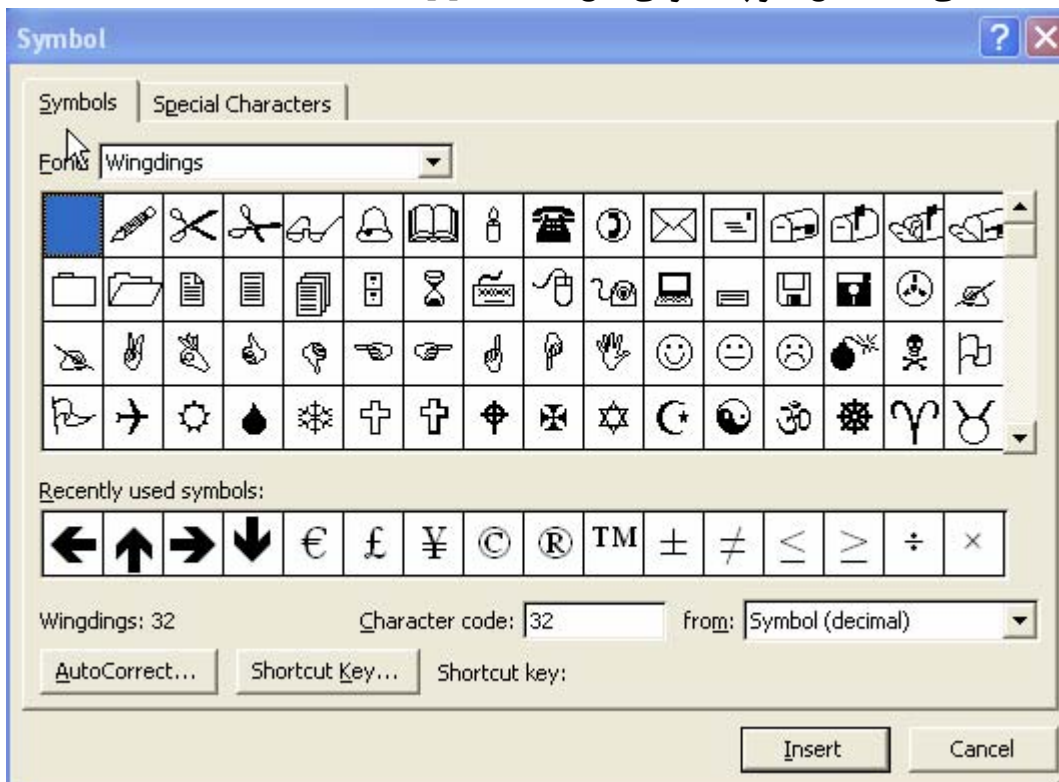 Symbol
Symbols Special Characters
Font: Wingdings
Recently used symbols:
← ↑ → ↓ € £ ¥ © ® TM ± ≠ ≤ ≥ ÷ ×
Wingdings: 32 Character code: 32 from: Symbol (decimal)
AutoCorrect... Shortcut Key... Shortcut key:
Insert Cancel